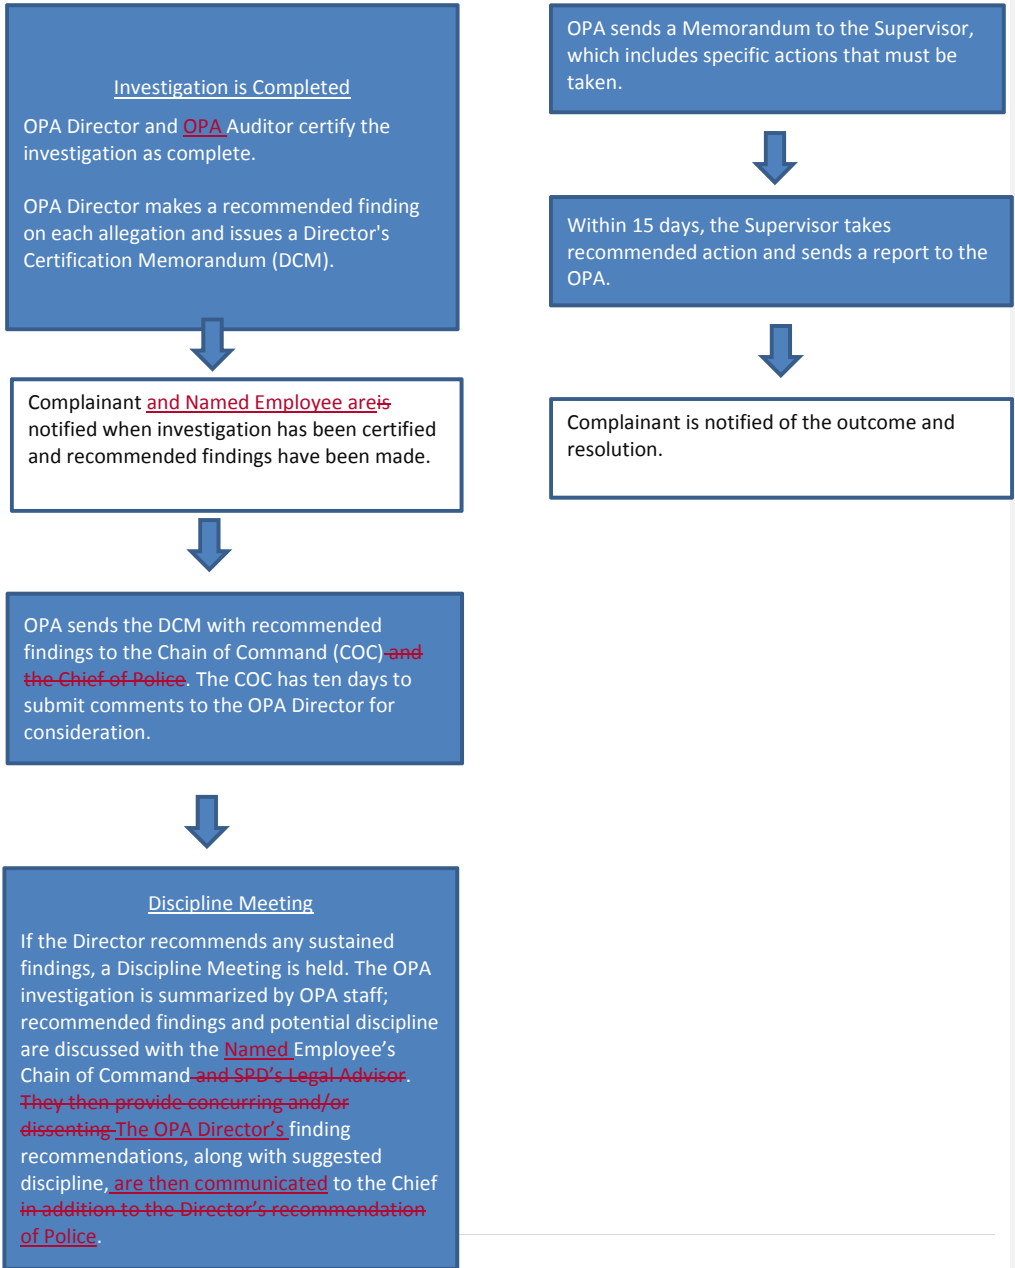 Investigation is Completed
OPA Director and OPA Auditor certify the
investigation as complete.
OPA Director makes a recommended finding
on each allegation and issues a Director's
Certification Memorandum (DCM).
Complainant and Named Employee areis
notified when investigation has been certified
and recommended findings have been made.
OPA sends the DCM with recommended
findings to the Chain of Command (COC) and
the Chief of Police. The COC has ten days to
submit comments to the OPA Director for
consideration.
Discipline Meeting
If the Director recommends any sustained
findings, a Discipline Meeting is held. The OPA
investigation is summarized by OPA staff;
recommended findings and potential discipline
are discussed with the Named Employee’s
Chain of Command and SPD’s Legal Advisor.
They then provide concurring and/or
dissenting The OPA Director’s finding
recommendations, along with suggested
discipline, are then communicated to the Chief
in addition to the Director’s recommendation
of Police.
OPA sends a Memorandum to the Supervisor,
which includes specific actions that must be
taken.
Within 15 days, the Supervisor takes
recommended action and sends a report to the
OPA.
Complainant is notified of the outcome and
resolution.